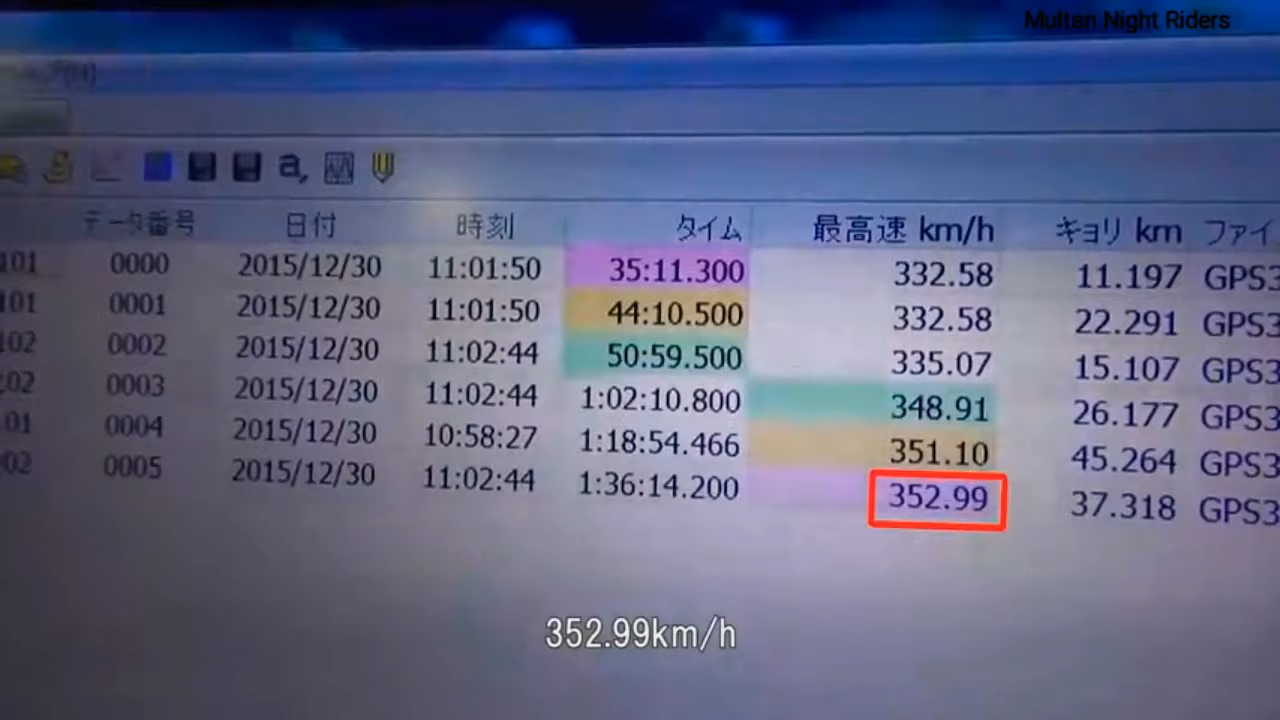 Multan Night Riders
データ番号 日付 時刻 タイム 最高速 km/h キョリ km ファイ
101 0000 2015/12/30 11:01:50 35:11.300 332.58 11.197 GPS3
101 0001 2015/12/30 11:01:50 44:10.500 332.58 22.291 GPS3
102 0002 2015/12/30 11:02:44 50:59.500 335.07 15.107 GPS3
202 0003 2015/12/30 11:02:44 1:02:10.800 348.91 26.177 GPS3
01 0004 2015/12/30 10:58:27 1:18:54.466 351.10 45.264 GPS3
02 0005 2015/12/30 11:02:44 1:36:14.200 352.99 37.318 GPS3
352.99km/h